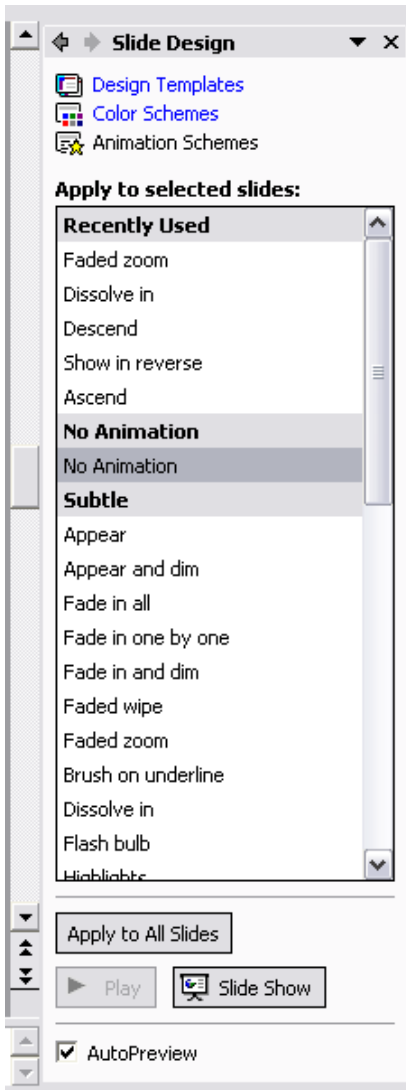 Slide Design
Design Templates
Color Schemes
Animation Schemes
Apply to selected slides:
Recently Used
Faded zoom
Dissolve in
Descend
Show in reverse
Ascend
No Animation
No Animation
Subtle
Appear
Appear and dim
Fade in all
Fade in one by one
Fade in and dim
Faded wipe
Faded zoom
Brush on underline
Dissolve in
Flash bulb
Highlights
Apply to All Slides
Play Slide Show
AutoPreview